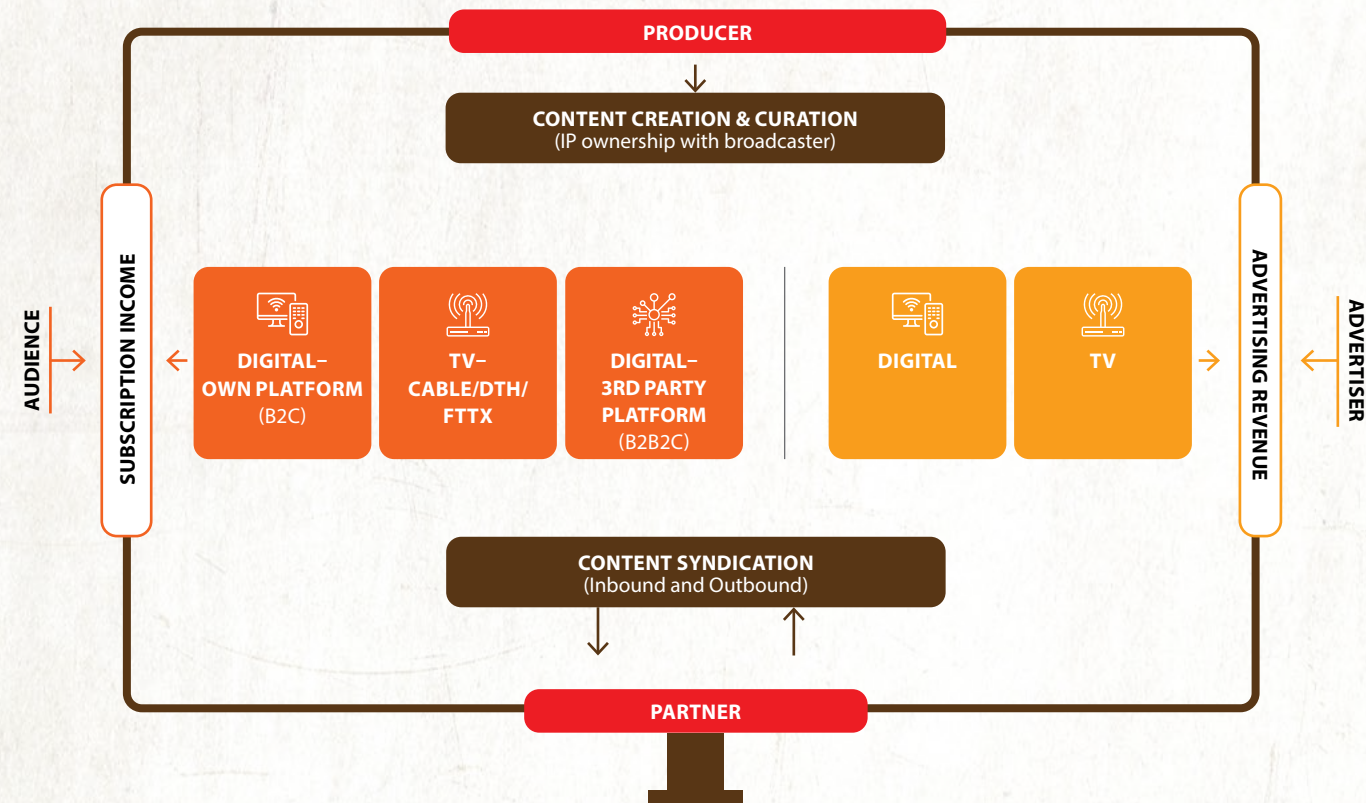 PRODUCER
CONTENT CREATION & CURATION
(IP ownership with broadcaster)
AUDIENCE
SUBSCRIPTION INCOME
DIGITAL–
OWN PLATFORM
(B2C)
TV–
CABLE/DTH/
FTTX
DIGITAL–
3RD PARTY
PLATFORM
(B2B2C)
DIGITAL
TV
ADVERTISING REVENUE
ADVERTISER
CONTENT SYNDICATION
(Inbound and Outbound)
PARTNER